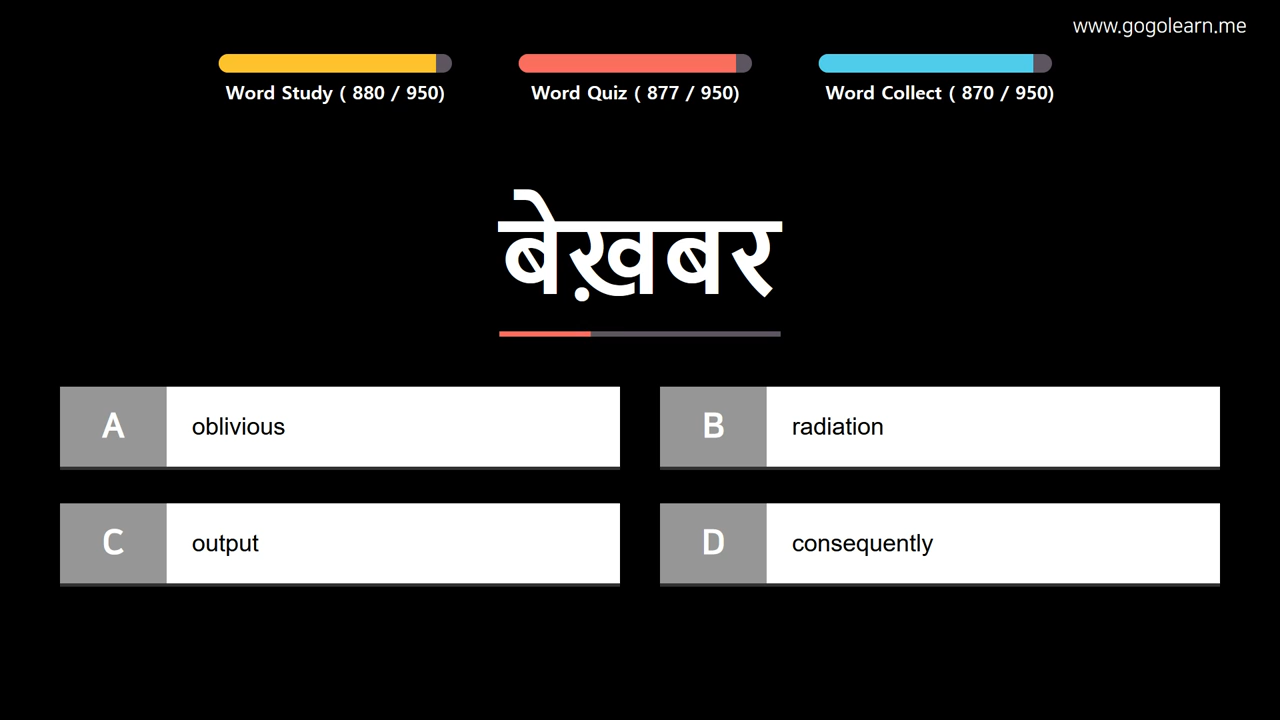 www.gogolearn.me
Word Study ( 880 / 950)
Word Quiz ( 877 / 950)
Word Collect ( 870 / 950)
बेख़बर
A
oblivious
B
radiation
C
output
D
consequently